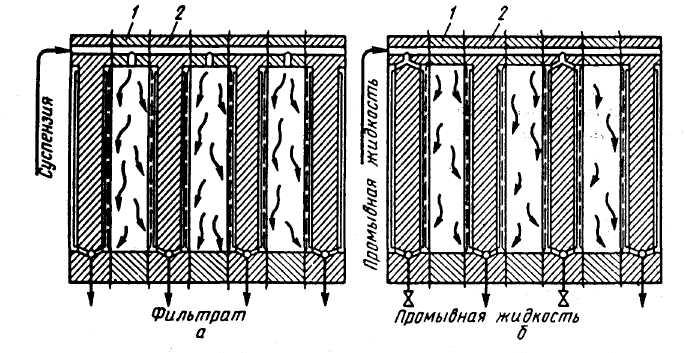 1 2
Суспензия
Фильтрат
а
1 2
Промывная жидкость
Промывная жидкость
б